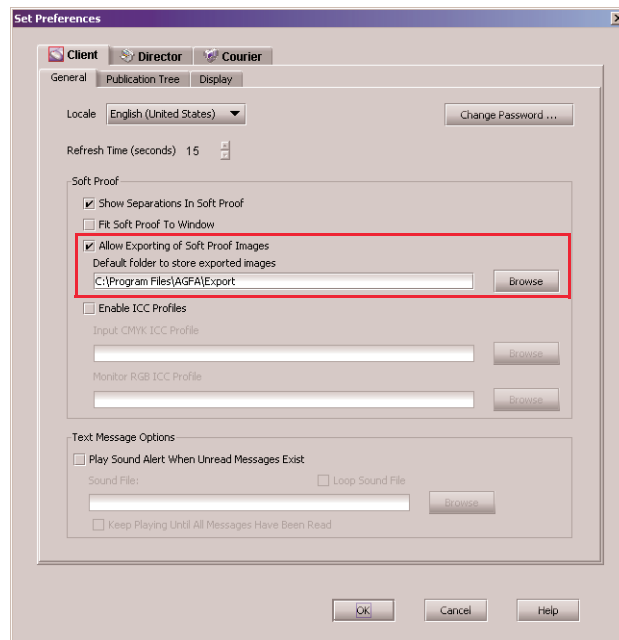 Set Preferences
Client Director Courier
General Publication Tree Display
Locale English (United States) Change Password ...
Refresh Time (seconds) 15
Soft Proof
Show Separations In Soft Proof
Fit Soft Proof To Window
Allow Exporting of Soft Proof Images
Default folder to store exported images
C:\Program Files\AGFA\Export Browse
Enable ICC Profiles
Input CMYK ICC Profile
Browse
Monitor RGB ICC Profile
Browse
Text Message Options
Play Sound Alert When Unread Messages Exist
Sound File: Loop Sound File
Browse
Keep Playing Until All Messages Have Been Read
OK Cancel Help